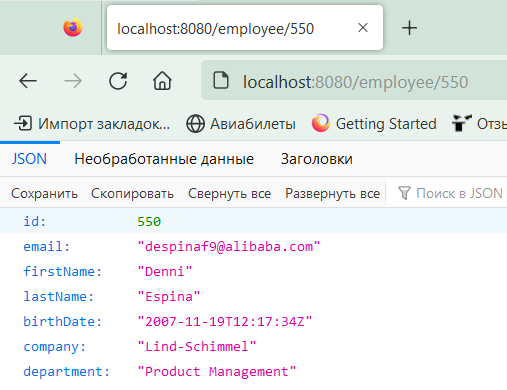 localhost:8080/employee/550
localhost:8080/employee/550
Импорт закладок... Авиабилеты Getting Started Отзы
JSON Необработанные данные Заголовки
Сохранить Скопировать Свернуть все Развернуть все Поиск в JSON
id: 550
email: "despinaf9@alibaba.com"
firstName: "Denni"
lastName: "Espina"
birthDate: "2007-11-19T12:17:34Z"
company: "Lind-Schimmel"
department: "Product Management"